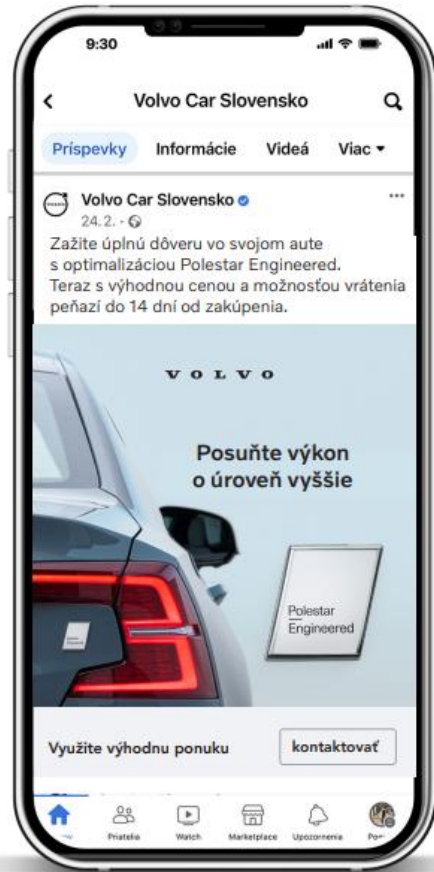 9:30
Volvo Car Slovensko
Príspevky Informácie Videá Viac
Volvo Car Slovensko
24. 2. -
Zažite úplnú dôveru vo svojom aute
s optimalizáciou Polestar Engineered.
Teraz s výhodnou cenou a možnosťou vrátenia
peňazí do 14 dní od zakúpenia.
VOLVO
Posuňte výkon
o úroveň vyššie
Polestar
Engineered
Využite výhodnu ponuku kontaktovať
Priatelia Watch Marketplace Upozornenia